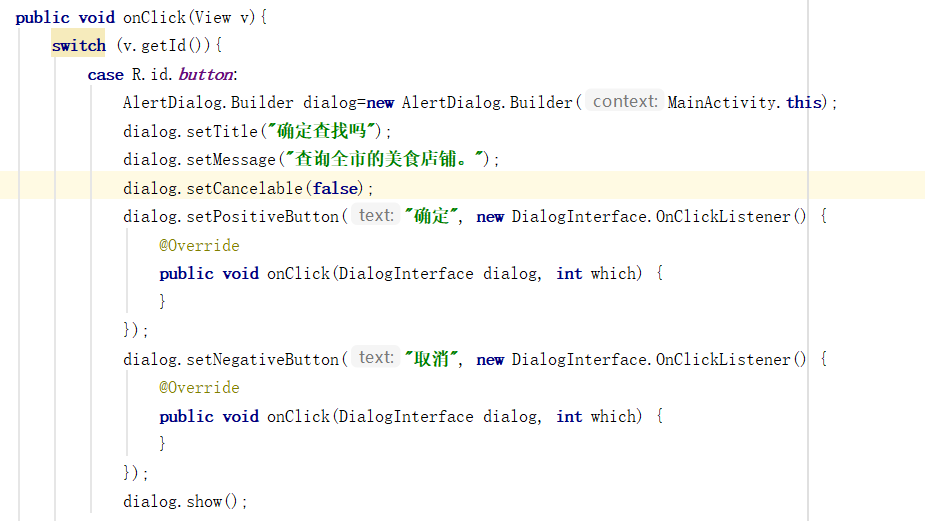 public void onClick(View v){
switch (v.getId()){
case R.id.button:
AlertDialog.Builder dialog=new AlertDialog.Builder( context: MainActivity.this);
dialog.setTitle("确定查找吗");
dialog.setMessage("查询全市的美食店铺。");
dialog.setCancelable(false);
dialog.setPositiveButton( text: "确定", new DialogInterface.OnClickListener() {
@Override
public void onClick(DialogInterface dialog, int which) {
}
});
dialog.setNegativeButton( text: "取消", new DialogInterface.OnClickListener() {
@Override
public void onClick(DialogInterface dialog, int which) {
}
});
dialog.show();